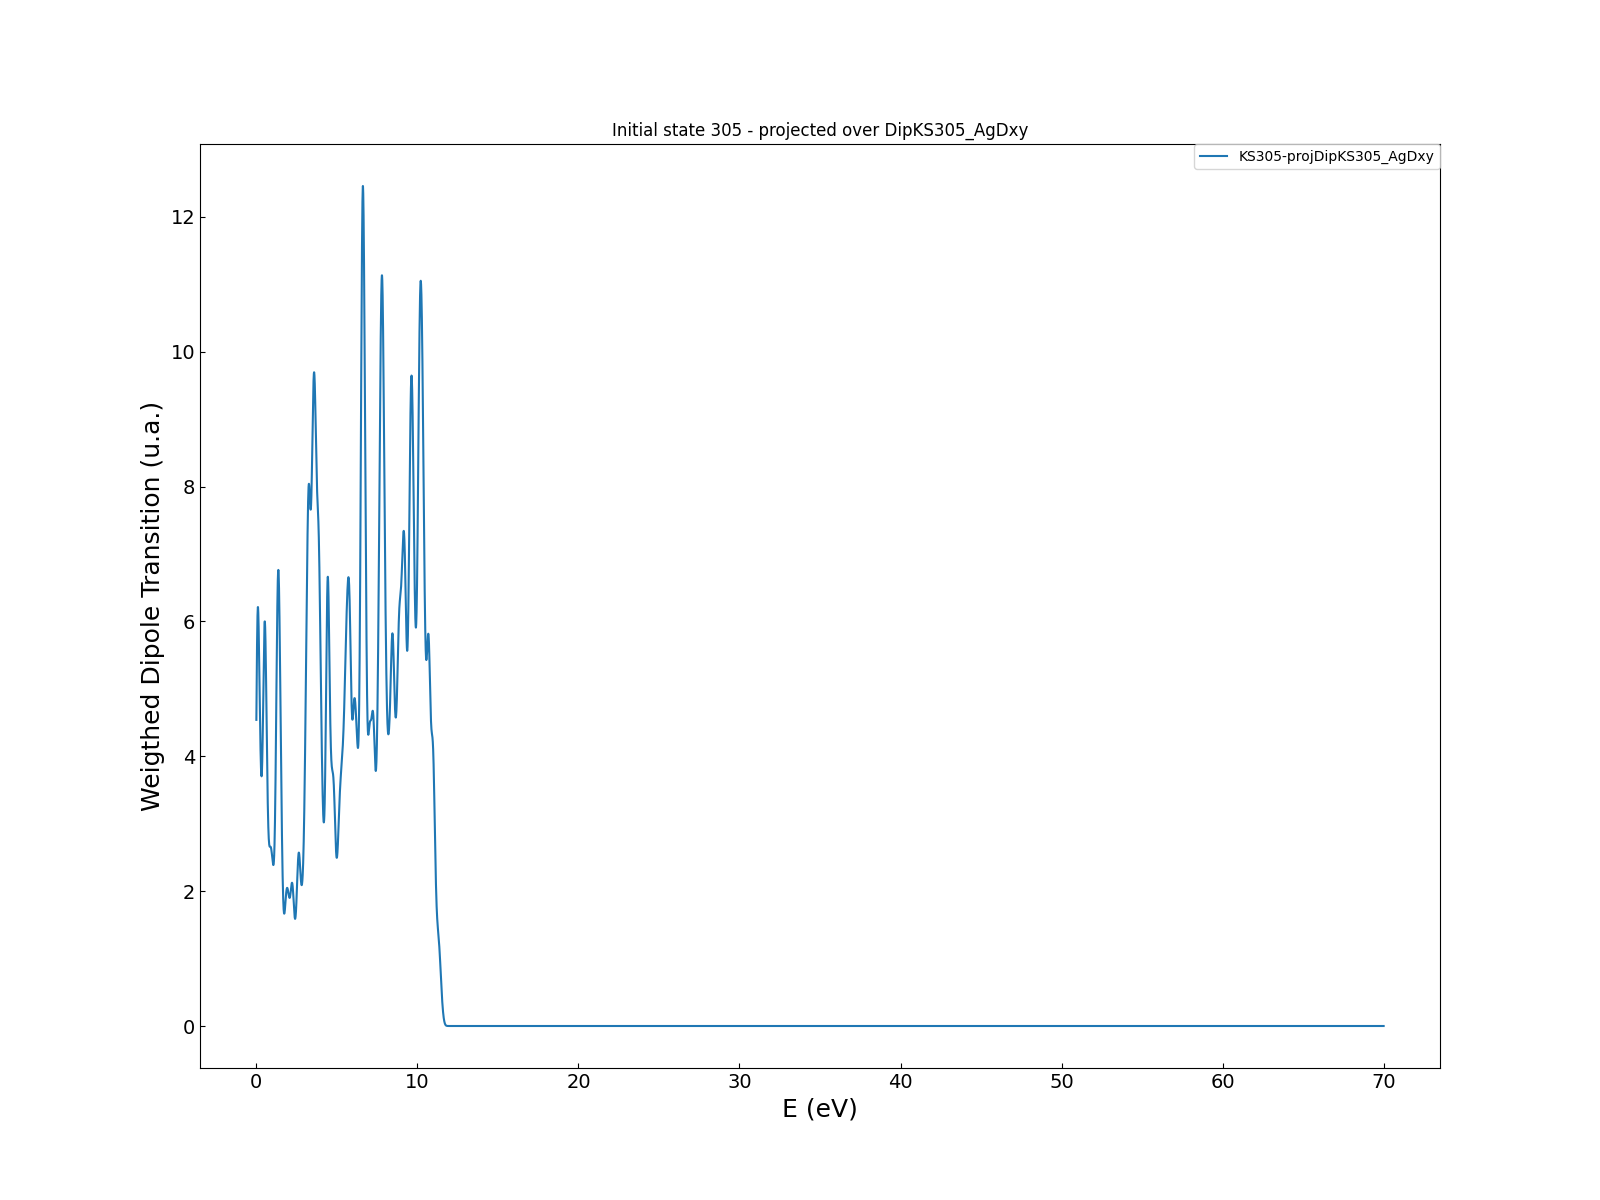 Initial state 305 - projected over DipKS305_AgDxy
KS305-projDipKS305_AgDxy
Weigthed Dipole Transition (u.a.)
12
10
8
6
4
2
0
0 10 20 30 40 50 60 70
E (eV)